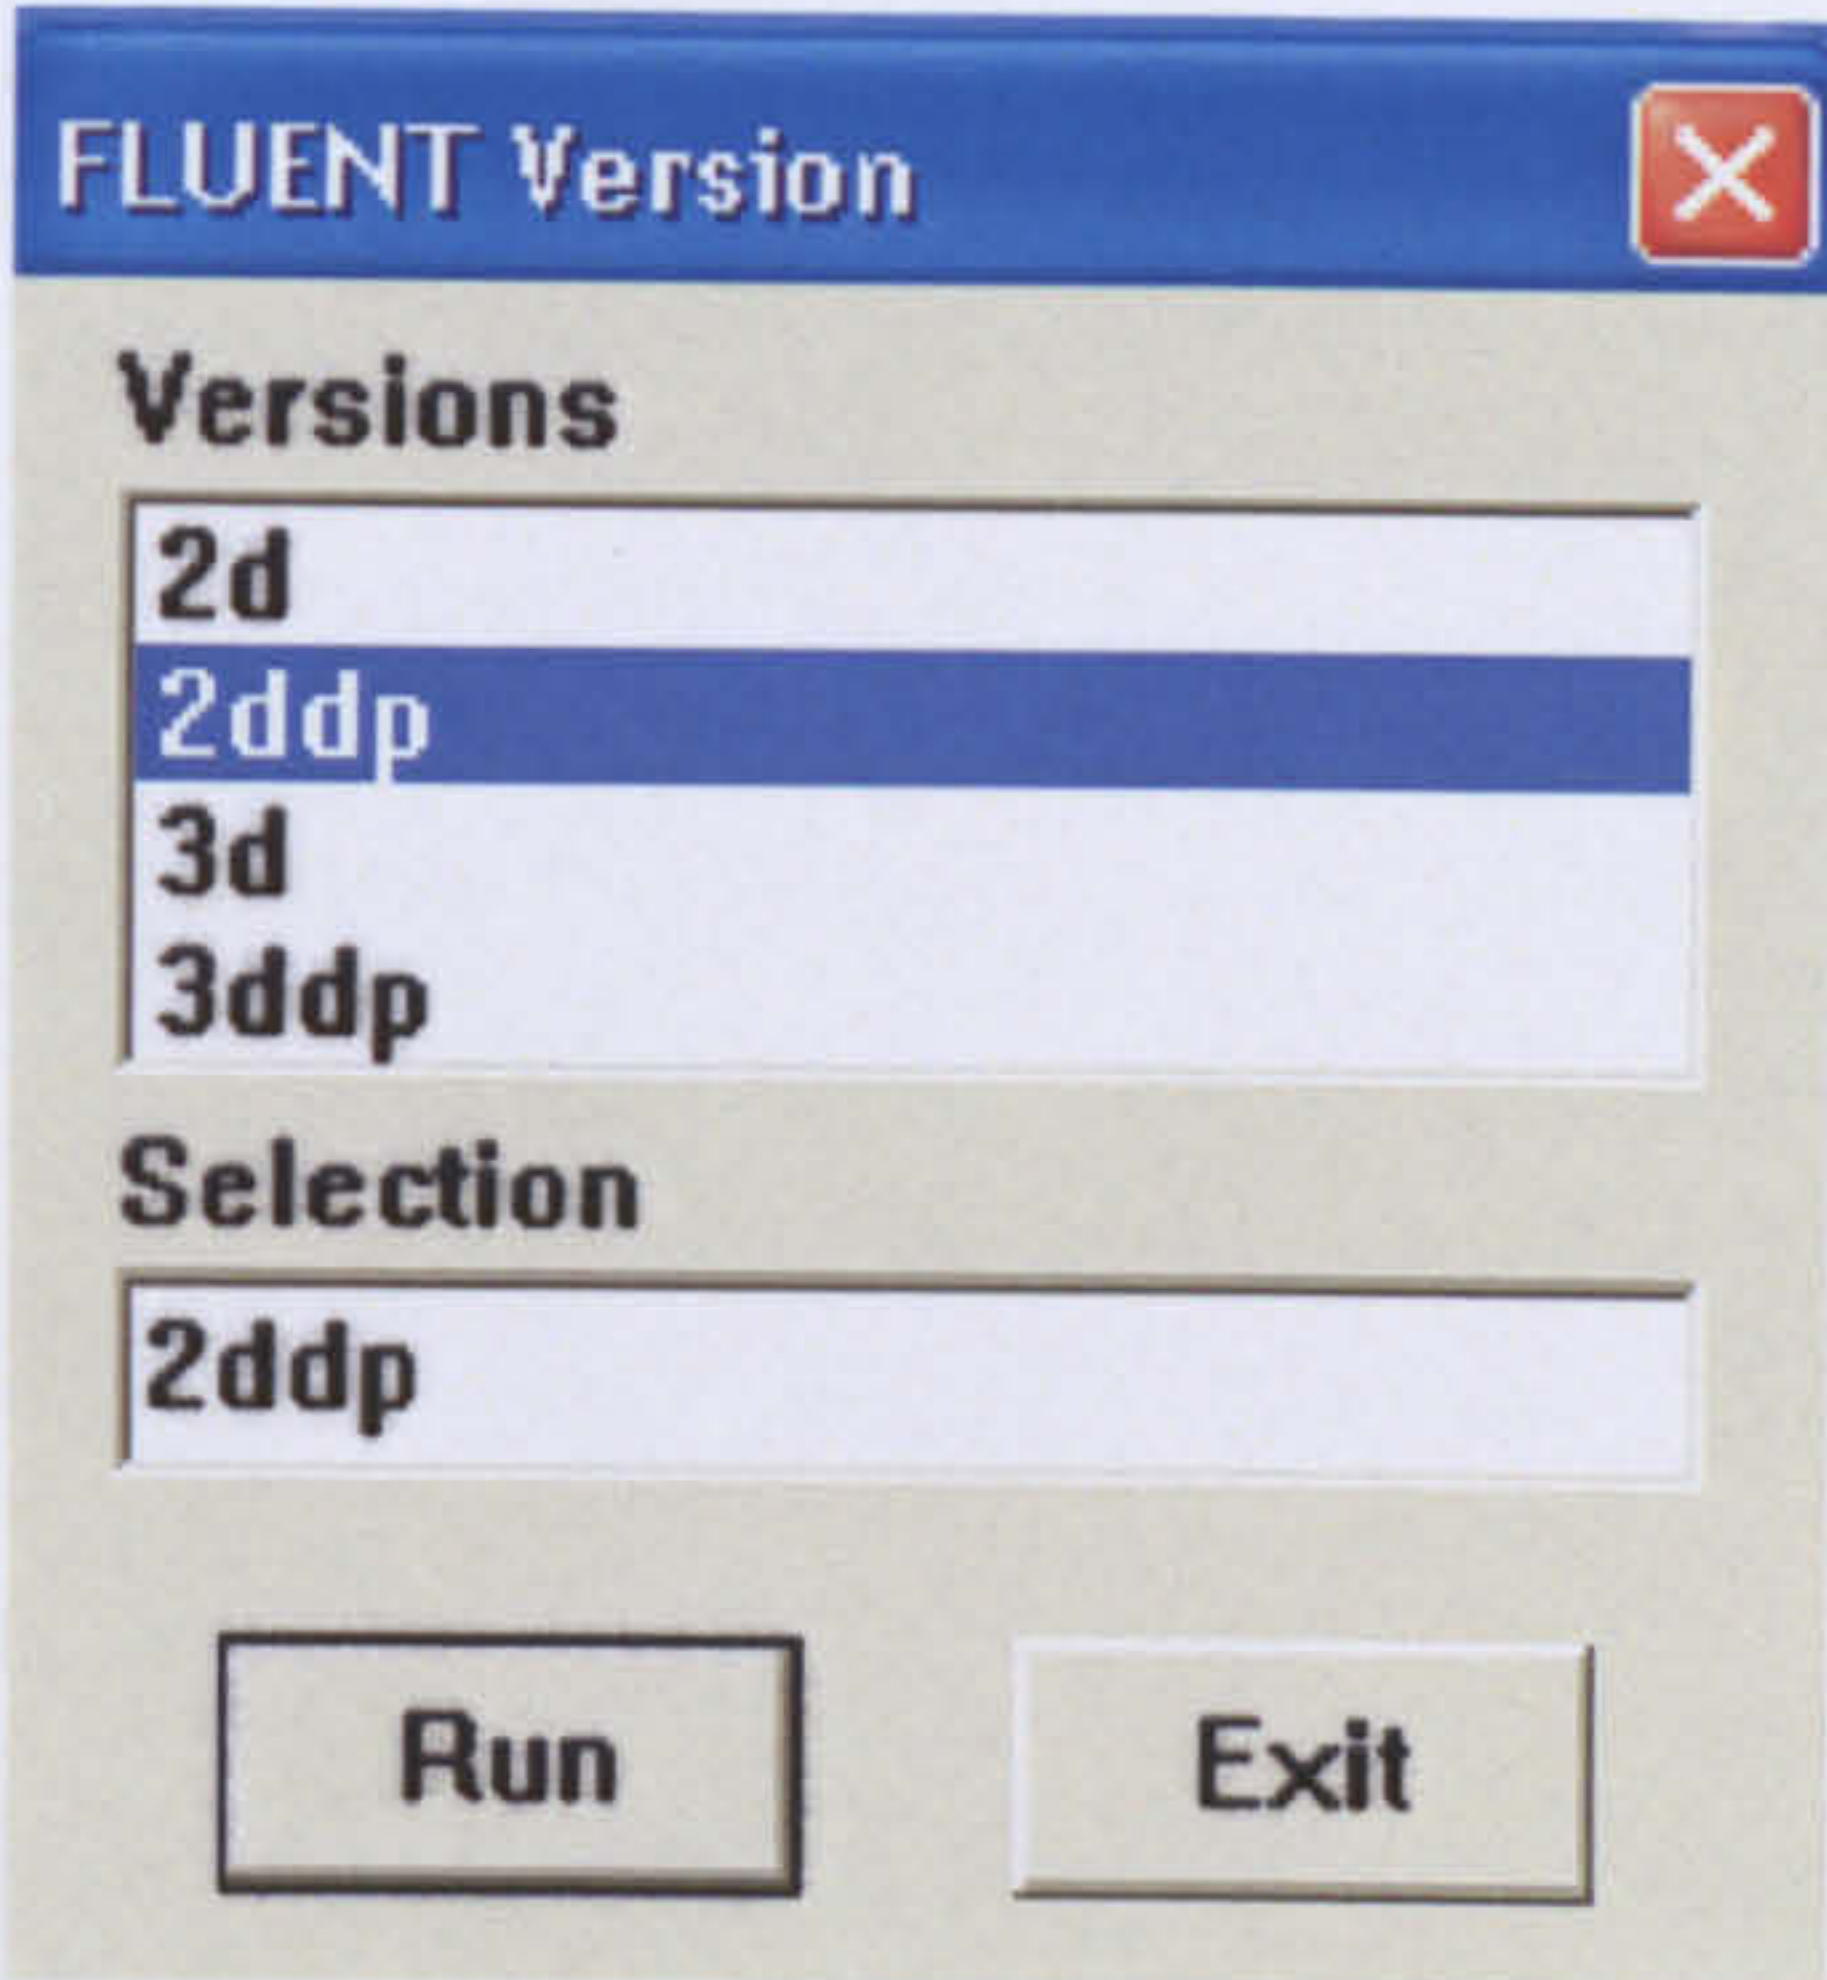 FLUENT Version
Versions
2d
2ddp
3d
3ddp
Selection
2ddp
Run Exit